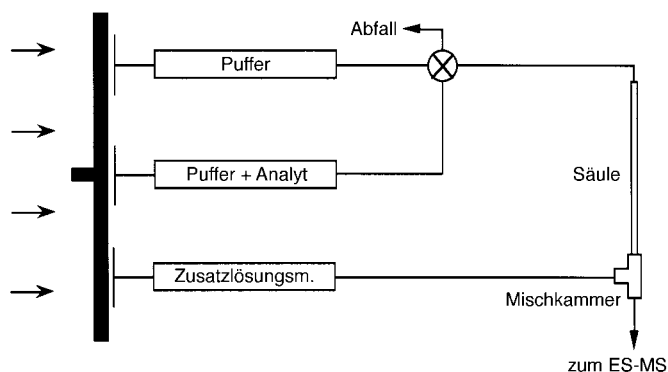 Abfall
Puffer
Puffer + Analyt
Säule
Zusatzlösungsm.
Mischkammer
zum ES-MS